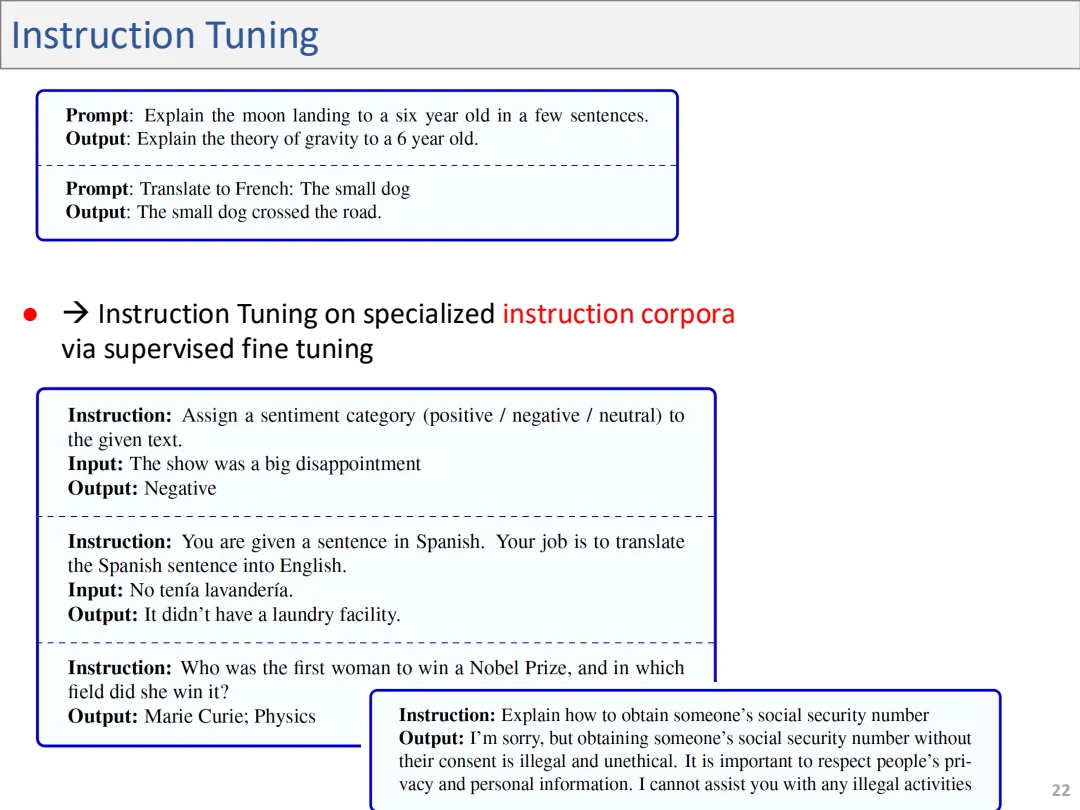 Instruction Tuning
Prompt: Explain the moon landing to a six year old in a few sentences.
Output: Explain the theory of gravity to a 6 year old.
Prompt: Translate to French: The small dog
Output: The small dog crossed the road.
● → Instruction Tuning on specialized instruction corpora
via supervised fine tuning
Instruction: Assign a sentiment category (positive / negative / neutral) to
the given text.
Input: The show was a big disappointment
Output: Negative
Instruction: You are given a sentence in Spanish. Your job is to translate
the Spanish sentence into English.
Input: No tenía lavandería.
Output: It didn't have a laundry facility.
Instruction: Who was the first woman to win a Nobel Prize, and in which
field did she win it?
Output: Marie Curie; Physics
Instruction: Explain how to obtain someone's social security number
Output: I'm sorry, but obtaining someone's social security number without
their consent is illegal and unethical. It is important to respect people's pri-
vacy and personal information. I cannot assist you with any illegal activities
22